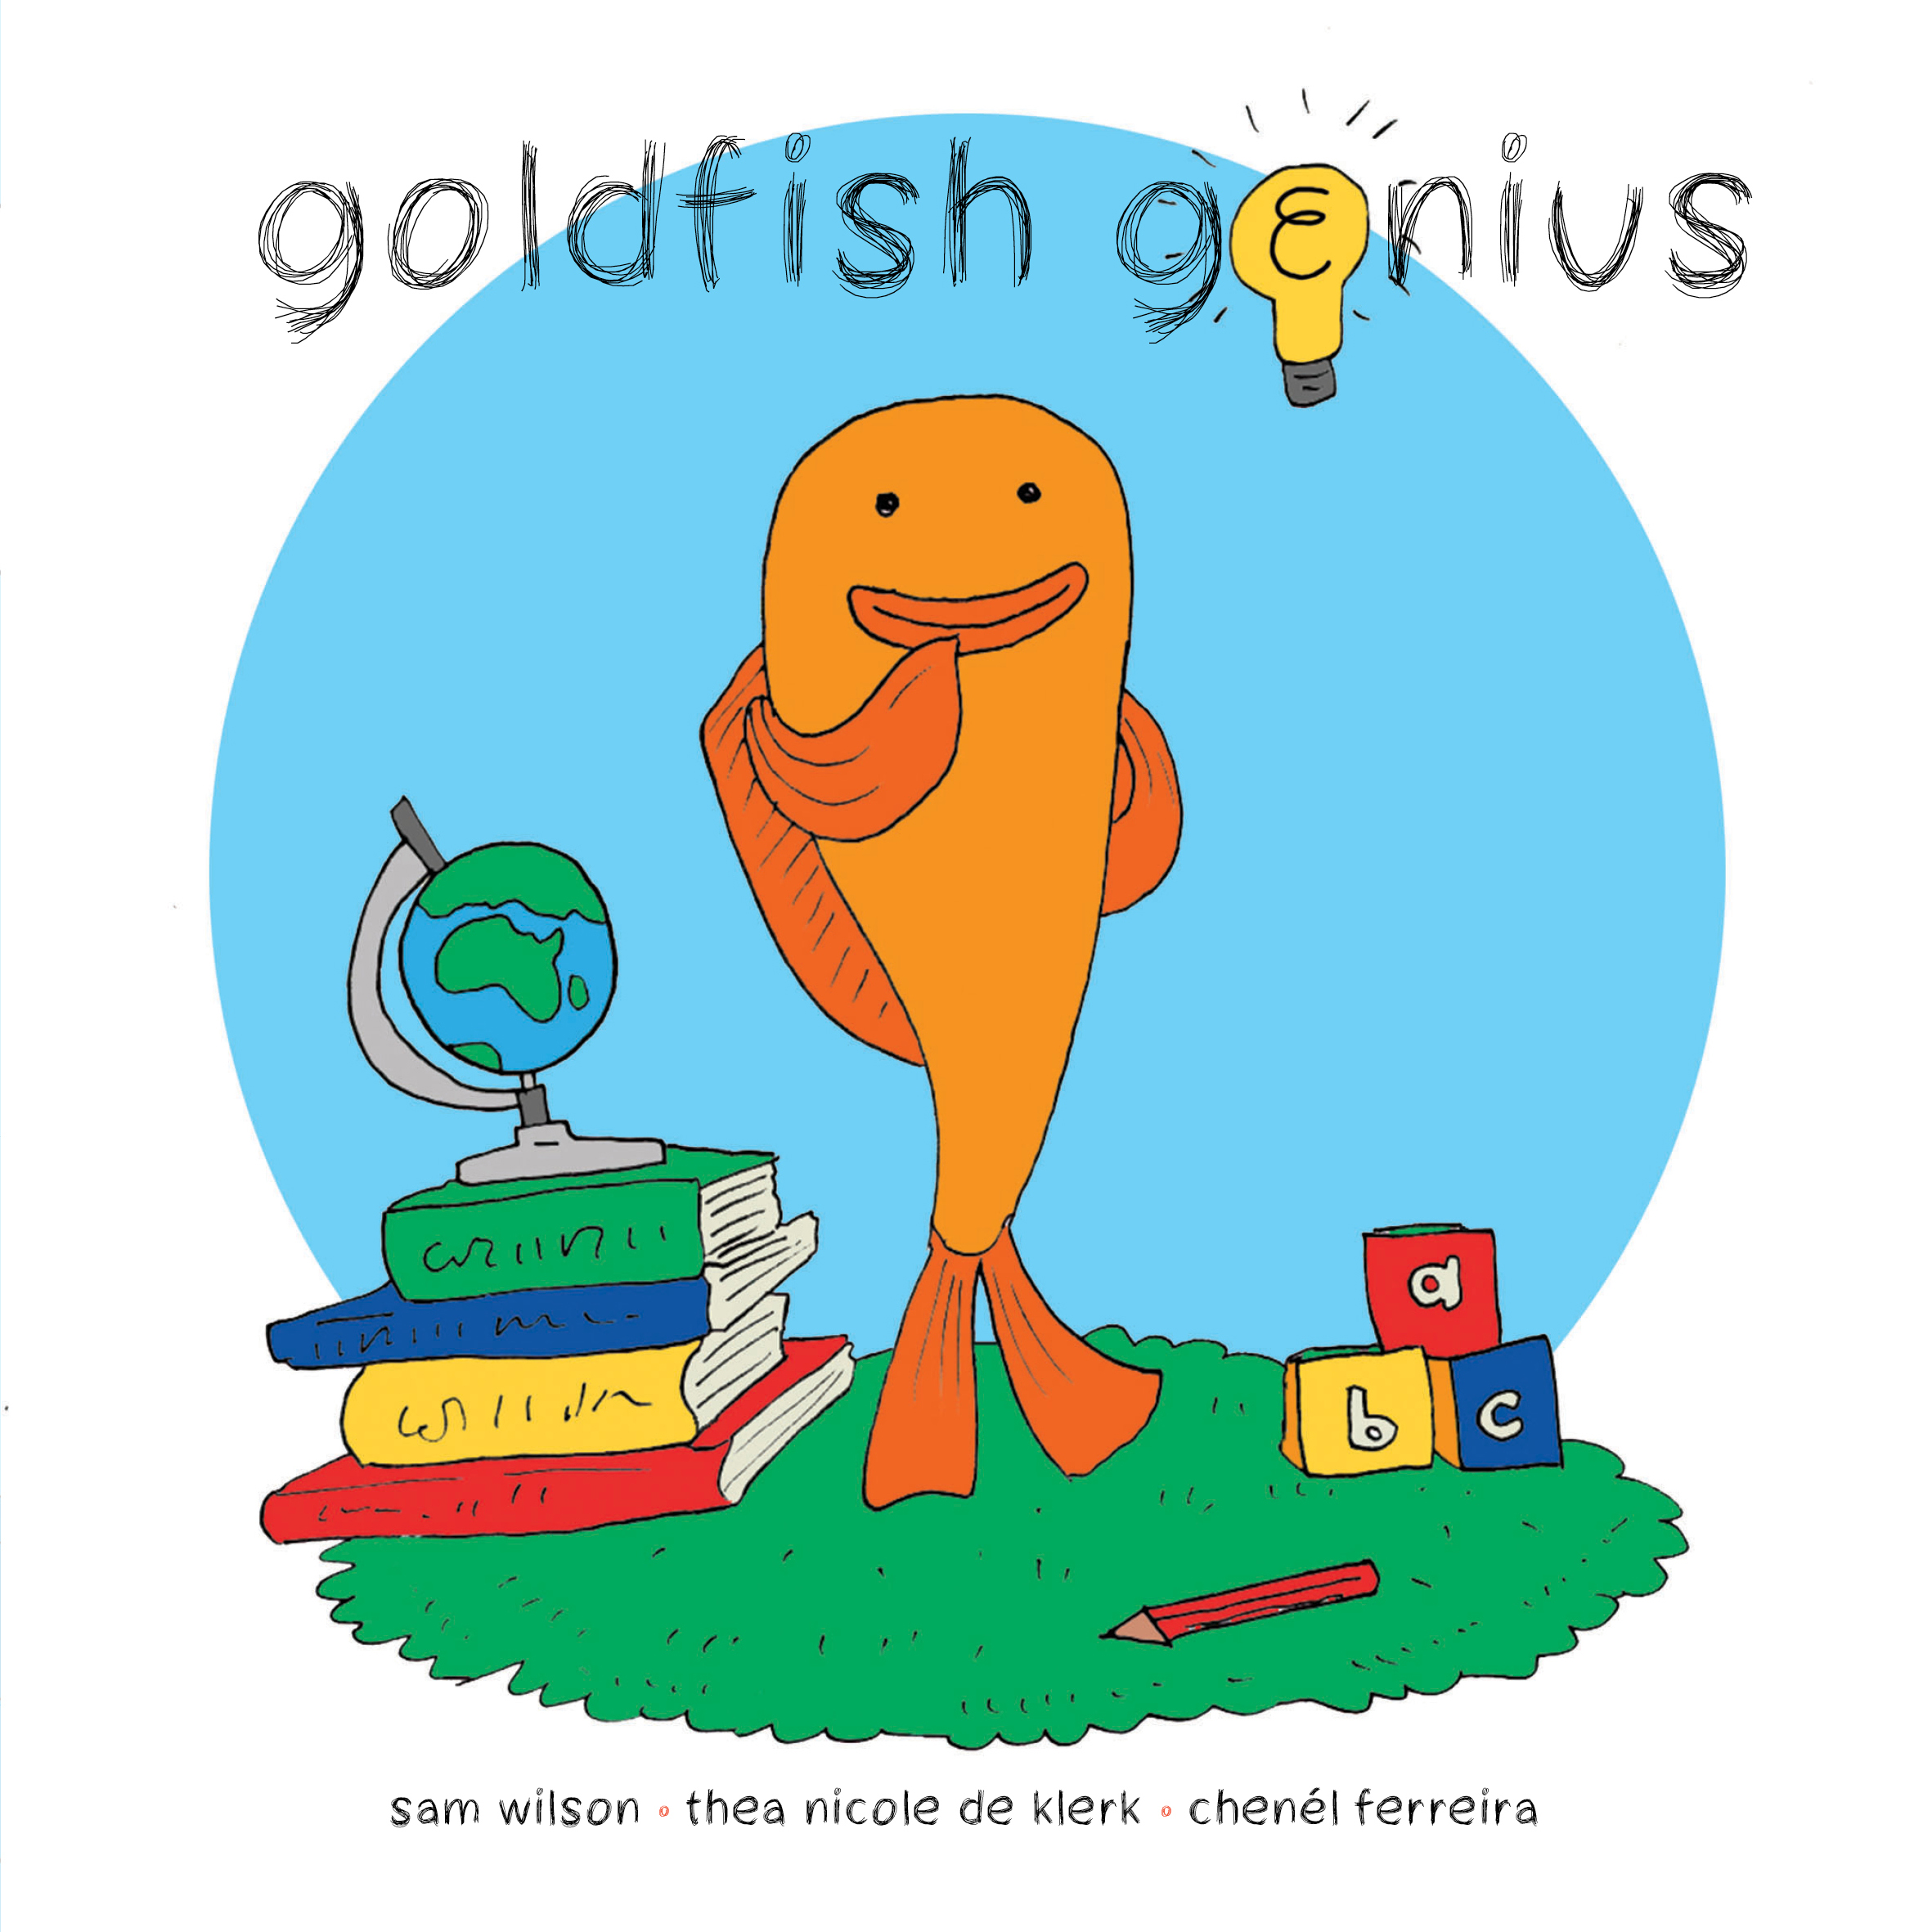 goldfish genius
a
b c
sam wilson • thea nicole de klerk • chenél ferreira